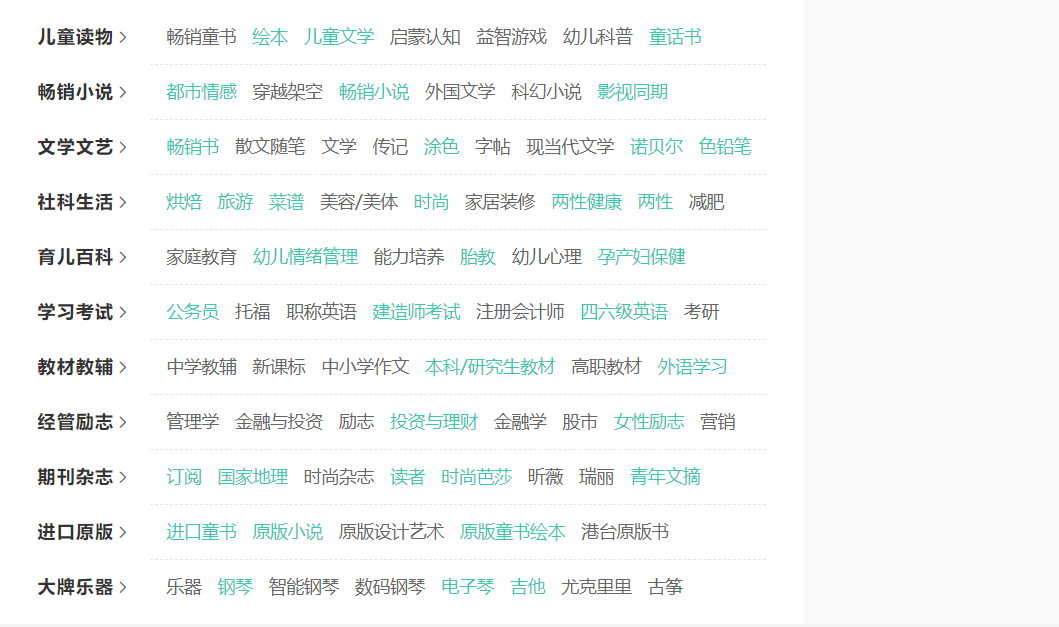 儿童读物 > 畅销童书 绘本 儿童文学 启蒙认知 益智游戏 幼儿科普 童话书
畅销小说 > 都市情感 穿越架空 畅销小说 外国文学 科幻小说 影视同期
文学文艺 > 畅销书 散文随笔 文学 传记 涂色 字帖 现当代文学 诺贝尔 色铅笔
社科生活 > 烘焙 旅游 菜谱 美容/美体 时尚 家居装修 两性健康 两性 减肥
育儿百科 > 家庭教育 幼儿情绪管理 能力培养 胎教 幼儿心理 孕产妇保健
学习考试 > 公务员 托福 职称英语 建造师考试 注册会计师 四六级英语 考研
教材教辅 > 中学教辅 新课标 中小学作文 本科/研究生教材 高职教材 外语学习
经管励志 > 管理学 金融与投资 励志 投资与理财 金融学 股市 女性励志 营销
期刊杂志 > 订阅 国家地理 时尚杂志 读者 时尚芭莎 昕薇 瑞丽 青年文摘
进口原版 > 进口童书 原版小说 原版设计艺术 原版童书绘本 港台原版书
大牌乐器 > 乐器 钢琴 智能钢琴 数码钢琴 电子琴 吉他 尤克里里 古筝